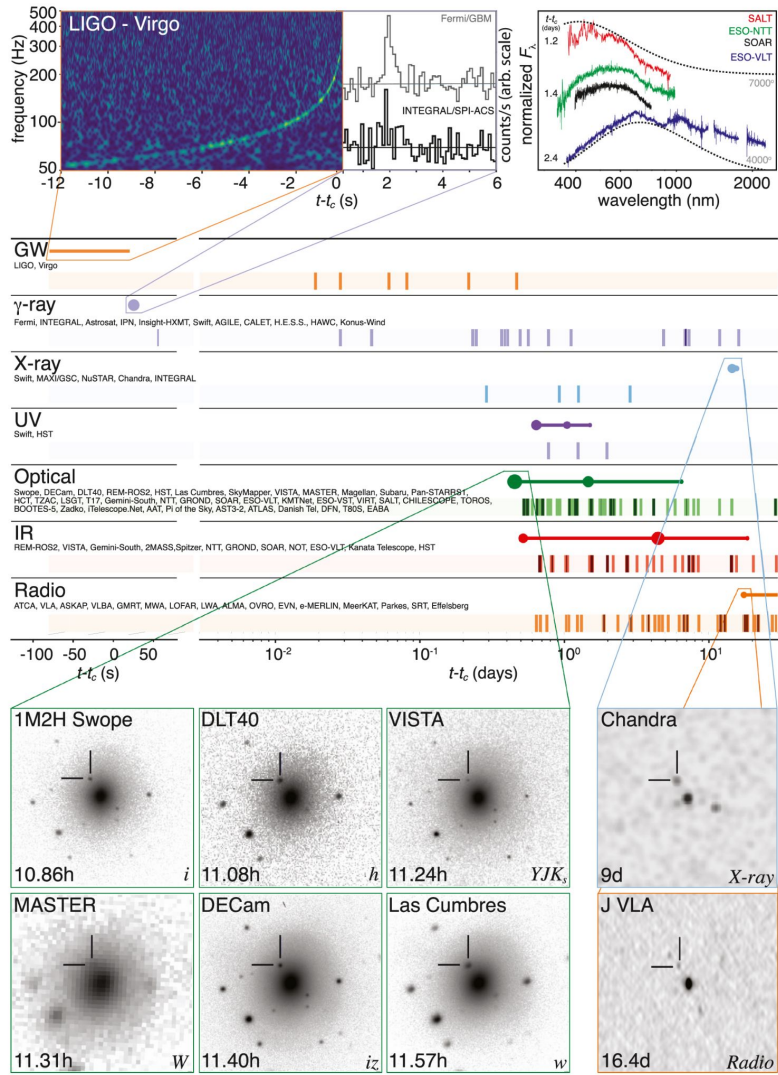 LIGO - Virgo
frequency (Hz)
500
400
300
200
100
50
-12
-10
-8
-6
-4
-2
0
t-tc (s)
Fermi/GBM
INTEGRAL/SPI-ACS
counts/s (arb. scale)
0
2
4
6
normalized Fλ
t-tc
(days)
1.2
1.4
2.4
SALT
ESO-NTT
SOAR
ESO-VLT
7000°
4000°
400
600
1000
2000
wavelength (nm)
GW
LIGO, Virgo
γ-ray
Fermi, INTEGRAL, Astrosat, IPN, Insight-HXMT, Swift, AGILE, CALET, H.E.S.S., HAWC, Konus-Wind
X-ray
Swift, MAXI/GSC, NuSTAR, Chandra, INTEGRAL
UV
Swift, HST
Optical
Swope, DECam, DLT40, REM-ROS2, HST, Las Cumbres, SkyMapper, VISTA, MASTER, Magellan, Subaru, Pan-STARRS1,
HCT, TZAC, LSGT, T17, Gemini-South, NTT, GROND, SOAR, ESO-VLT, KMTNet, ESO-VST, VIRT, SALT, CHILESCOPE, TOROS,
BOOTES-5, Zadko, iTelescope.Net, AAT, Pi of the Sky, AST3-2, ATLAS, Danish Tel, DFN, T80S, EABA
IR
REM-ROS2, VISTA, Gemini-South, 2MASS,Spitzer, NTT, GROND, SOAR, NOT, ESO-VLT, Kanata Telescope, HST
Radio
ATCA, VLA, ASKAP, VLBA, GMRT, MWA, LOFAR, LWA, ALMA, OVRO, EVN, e-MERLIN, MeerKAT, Parkes, SRT, Effelsberg
-100 -50 0 50
t-tc (s)
10-2 10-1 100 101
t-tc (days)
1M2H Swope
10.86h
i
DLT40
11.08h
h
VISTA
11.24h
YJKs
Chandra
9d
X-ray
MASTER
11.31h
W
DECam
11.40h
iz
Las Cumbres
11.57h
w
J VLA
16.4d
Radio